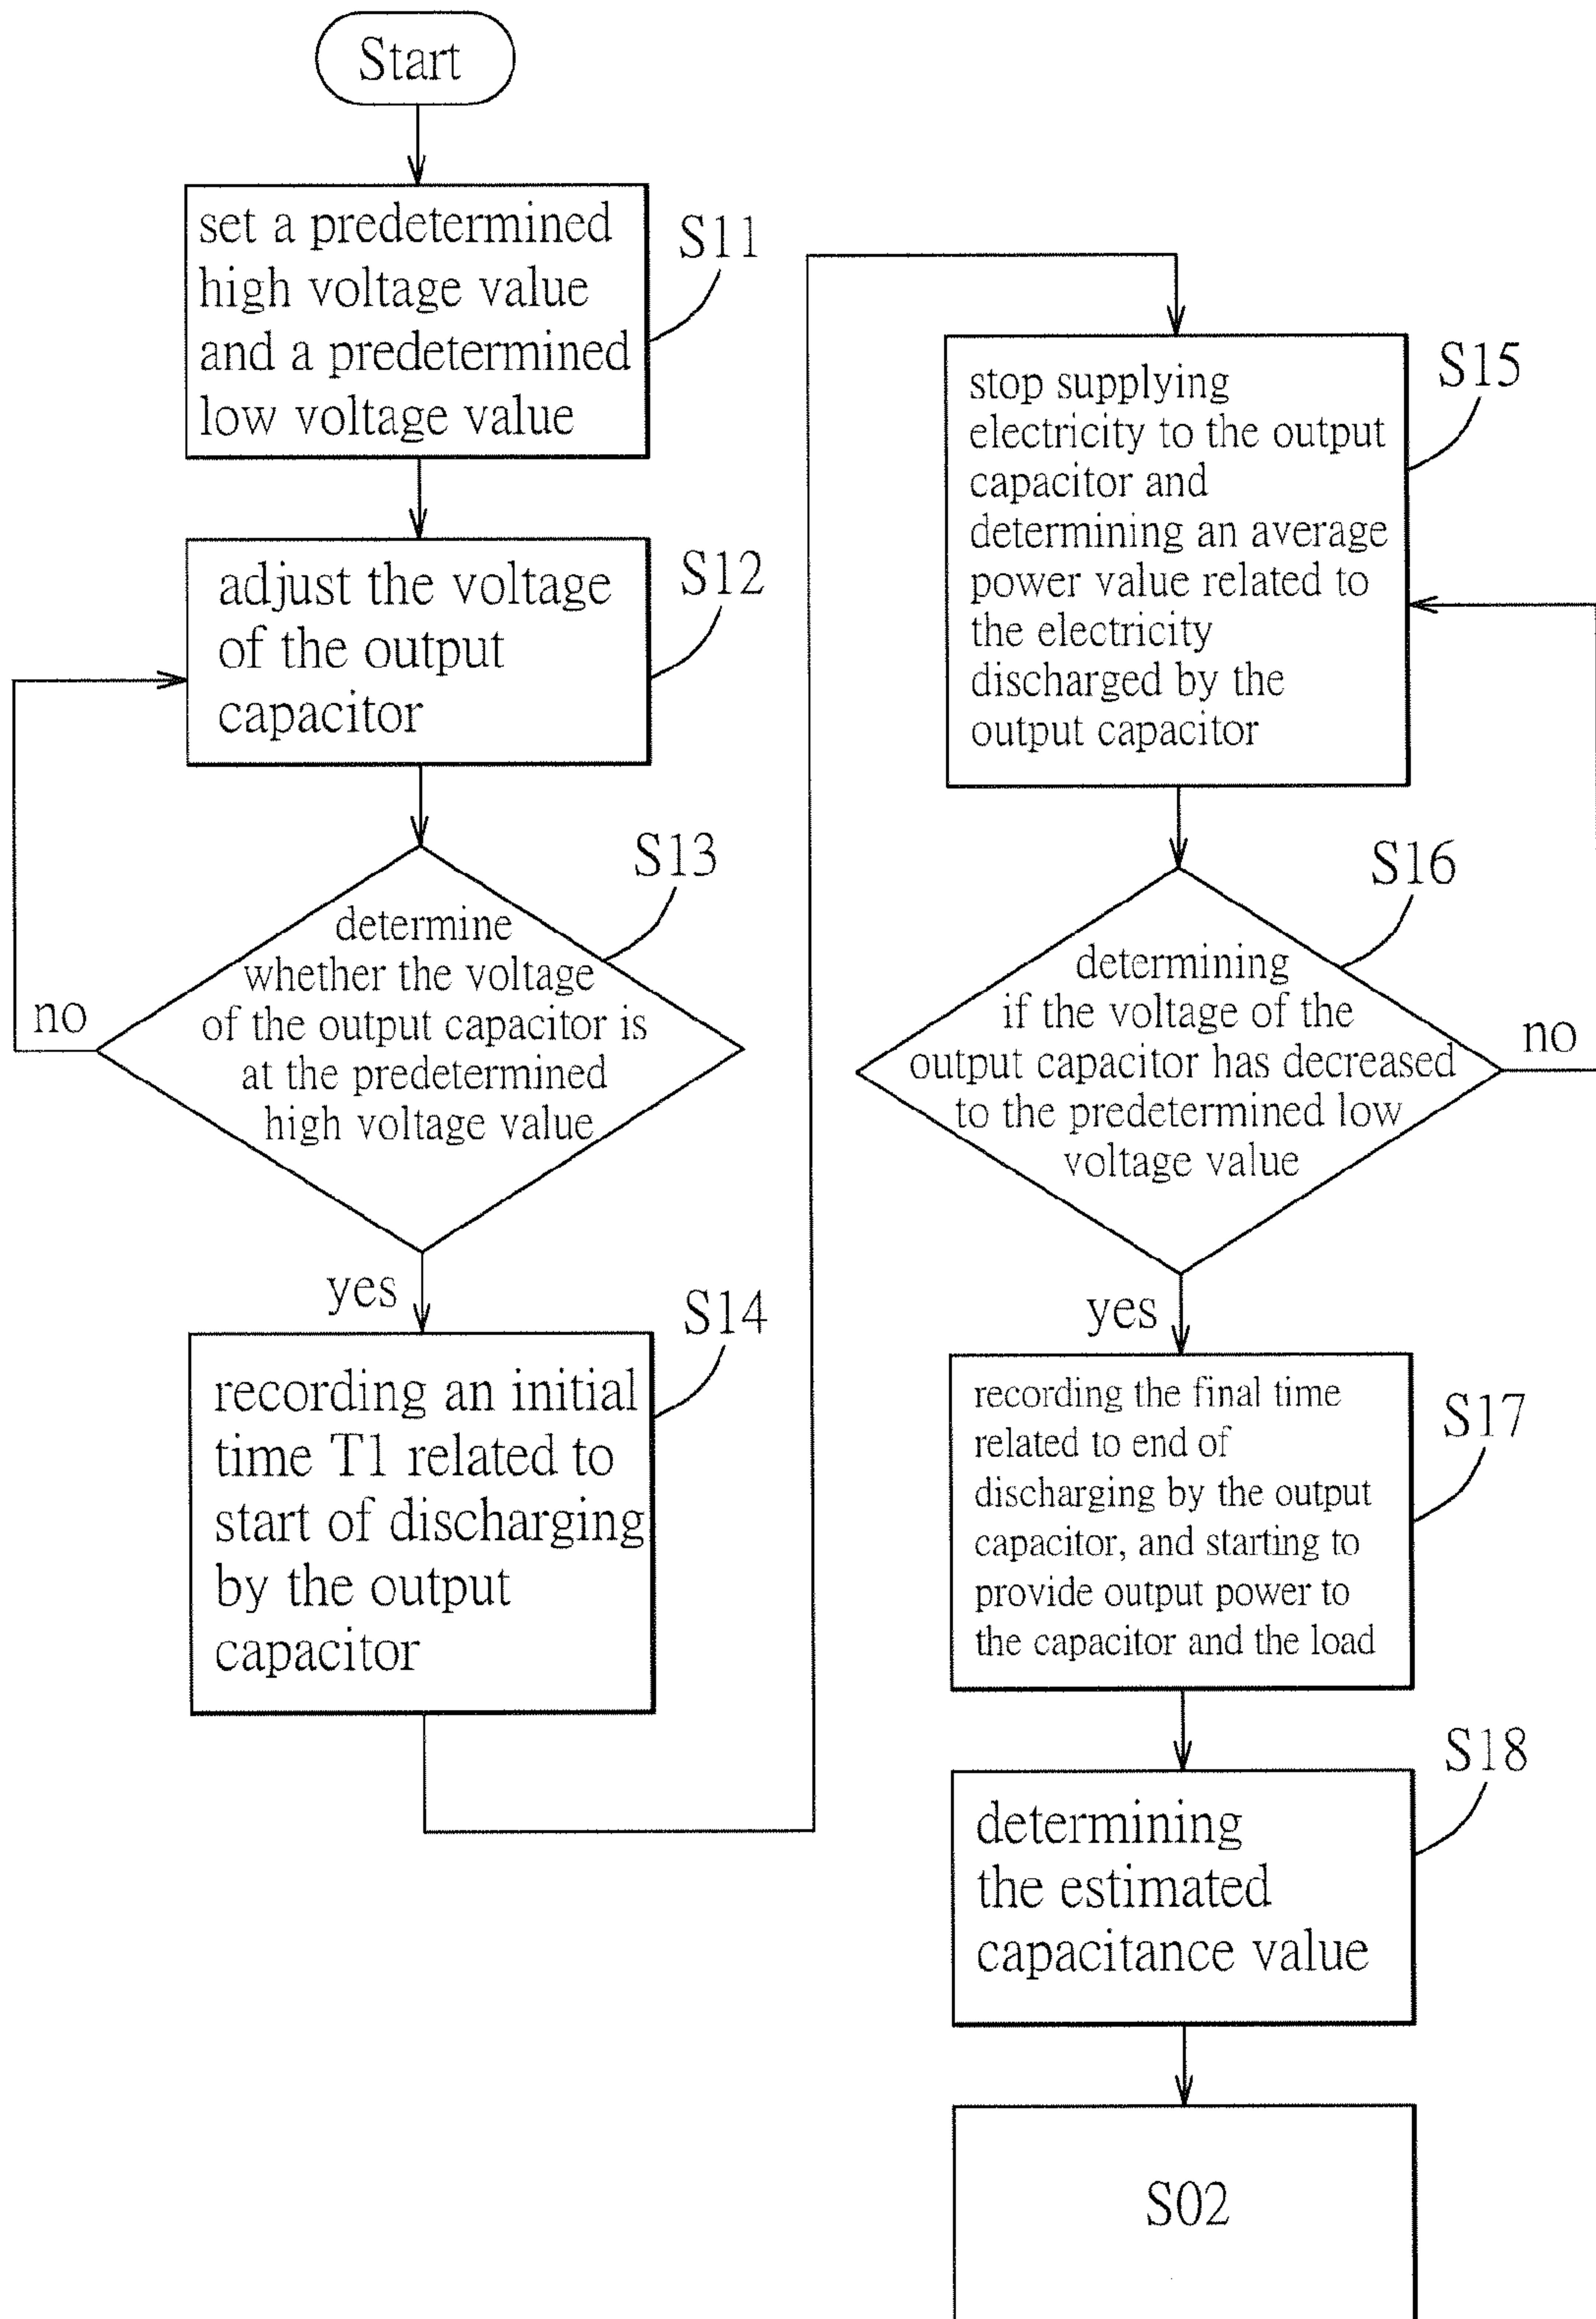 Start
set a predetermined
high voltage value
and a predetermined
low voltage value
S11
adjust the voltage
of the output
capacitor
S12
determine
whether the voltage
of the output capacitor is
at the predetermined
high voltage value
S13
no
yes
recording an initial
time T1 related to
start of discharging
by the output
capacitor
S14
stop supplying
electricity to the output
capacitor and
determining an average
power value related to
the electricity
discharged by the
output capacitor
S15
determining
if the voltage of the
output capacitor has decreased
to the predetermined low
voltage value
S16
no
yes
recording the final time
related to end of
discharging by the output
capacitor, and starting to
provide output power to
the capacitor and the load
S17
determining
the estimated
capacitance value
S18
S02